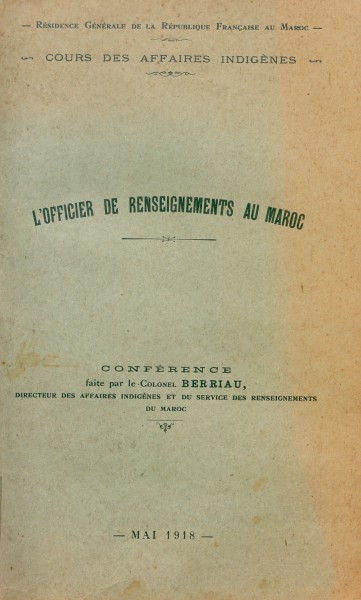 — Résidence Générale de la République Française au Maroc —
COURS DES AFFAIRES INDIGÈNES
L'OFFICIER DE RENSEIGNEMENTS AU MAROC
CONFÉRENCE
faite par le Colonel BERRIAU,
DIRECTEUR DES AFFAIRES INDIGÈNES ET DU SERVICE DES RENSEIGNEMENTS
DU MAROC
— MAI 1918 —